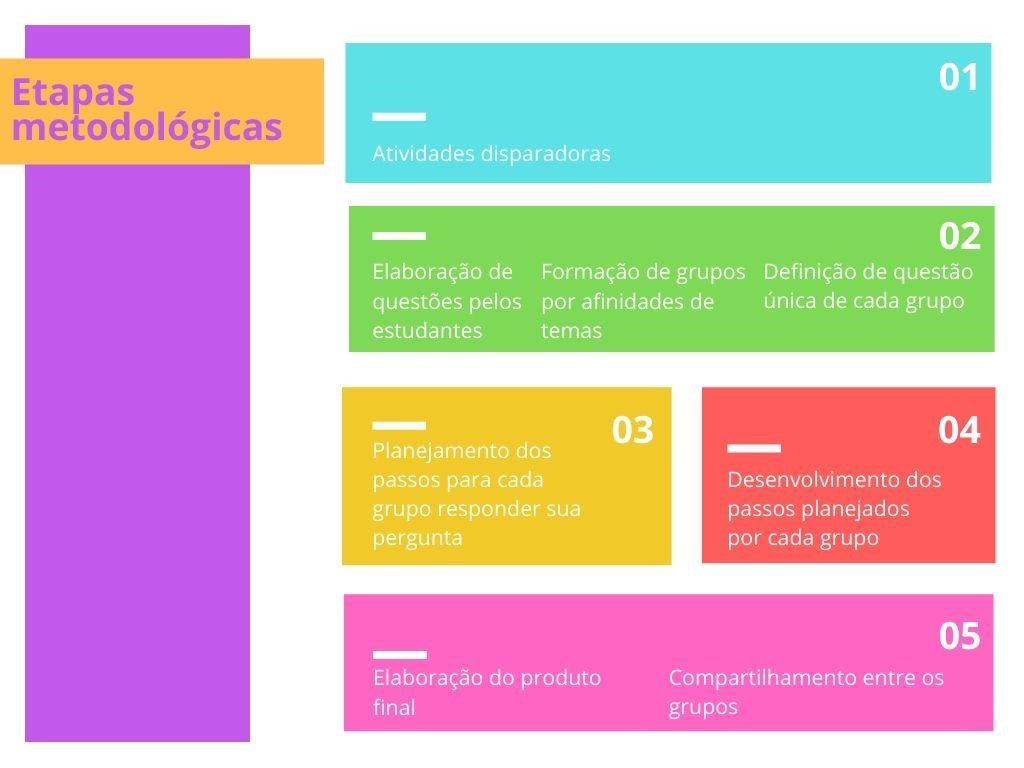 Etapas
metodológicas
01
Atividades disparadoras
02
Elaboração de
questões pelos
estudantes
Formação de grupos
por afinidades de
temas
Definição de questão
única de cada grupo
03
Planejamento dos
passos para cada
grupo responder sua
pergunta
04
Desenvolvimento dos
passos planejados
por cada grupo
05
Elaboração do produto
final
Compartilhamento entre os
grupos